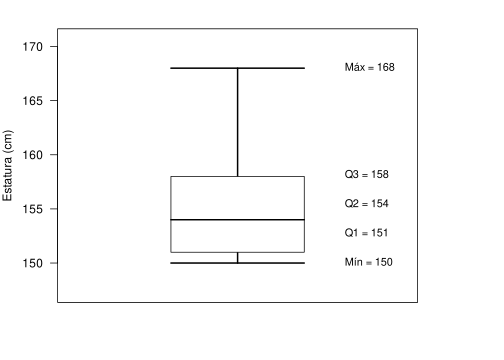 170
165
160
155
150
Estatura (cm)
Máx = 168
Q3 = 158
Q2 = 154
Q1 = 151
Mín = 150